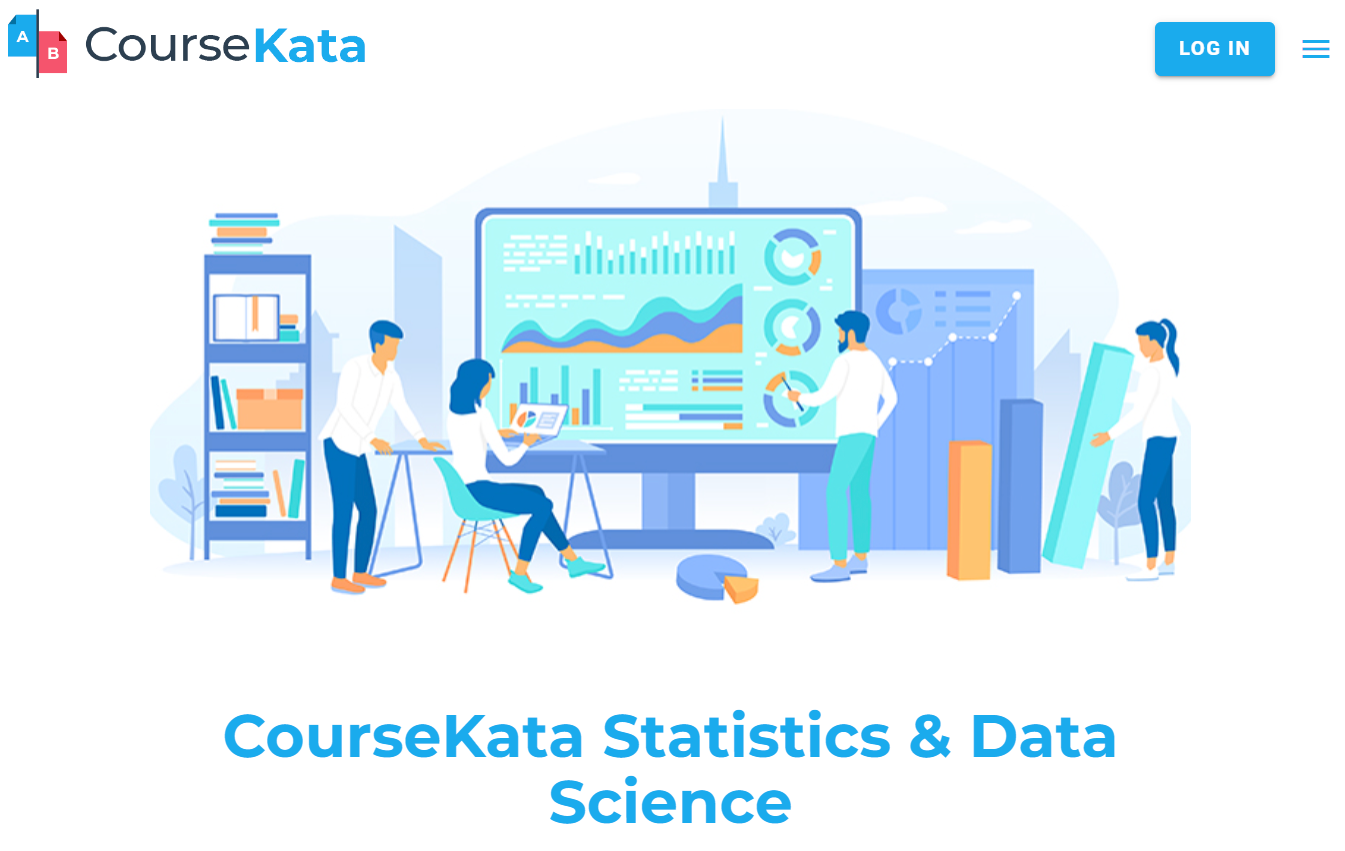 A
B
CourseKata
LOG IN
CourseKata Statistics & Data
Science